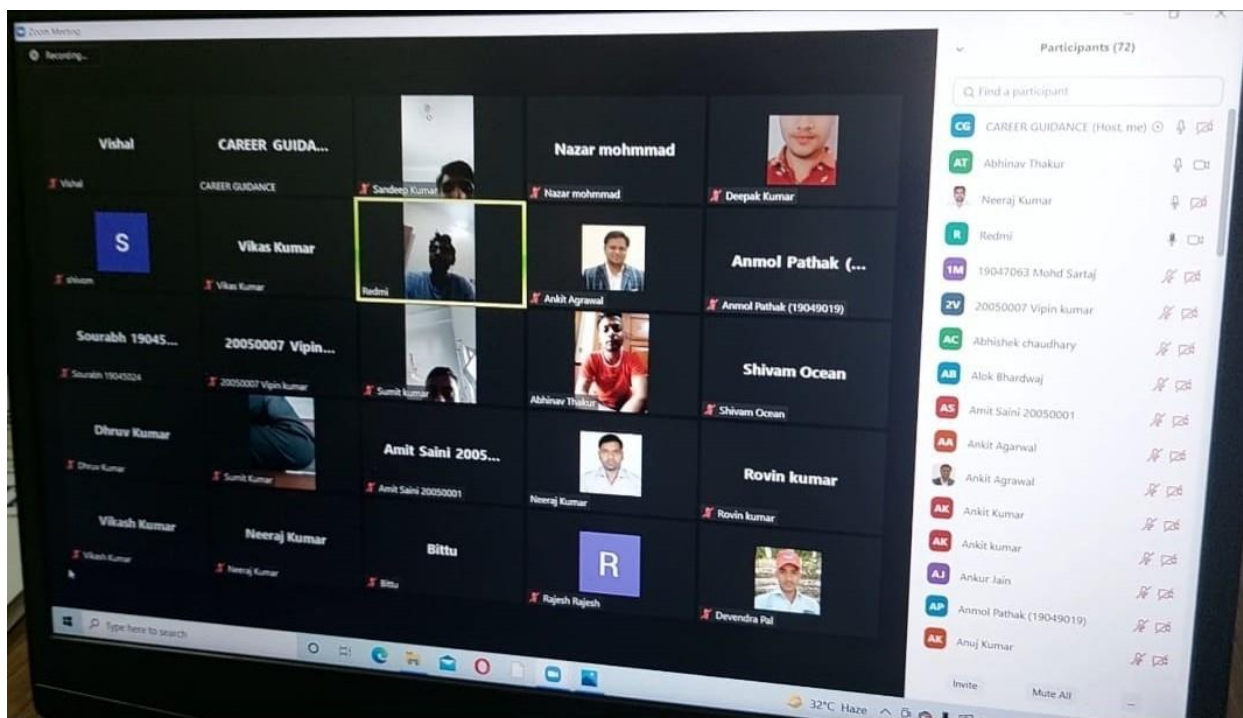 Zoom Meeting
Recording...
Vishal
Vishal
CAREER GUIDA...
CAREER GUIDANCE
Sandeep Kumar
Nazar mohmmad
Nazar mohmmad
Deepak Kumar
S
shivom
Vikas Kumar
Vikas Kumar
Redmi
Ankit Agrawal
Anmol Pathak (...
Anmol Pathak (19049019)
Sourabh 19045...
Sourabh 19045024
20050007 Vipin...
20050007 Vipin kumar
Sumit kumar
Abhinav Thakur
Shivam Ocean
Shivam Ocean
Dhruv Kumar
Dhruv Kumar
Sumit Kumar
Amit Saini 2005...
Amit Saini 20050001
Neeraj Kumar
Rovin kumar
Rovin kumar
Vikash Kumar
Vikash Kumar
Neeraj Kumar
Neeraj Kumar
Bittu
Bittu
R
Rajesh Rajesh
Devendra Pal
Participants (72)
Find a participant
CG CAREER GUIDANCE (Host, me)
AT Abhinav Thakur
Neeraj Kumar
R Redmi
1M 19047063 Mohd Sartaj
2V 20050007 Vipin kumar
AC Abhishek chaudhary
AB Alok Bhardwaj
AS Amit Saini 20050001
AA Ankit Agarwal
Ankit Agrawal
AK Ankit Kumar
AK Ankit kumar
AJ Ankur Jain
AP Anmol Pathak (19049019)
AK Anuj Kumar
Invite Mute All ...
Type here to search
32°C Haze